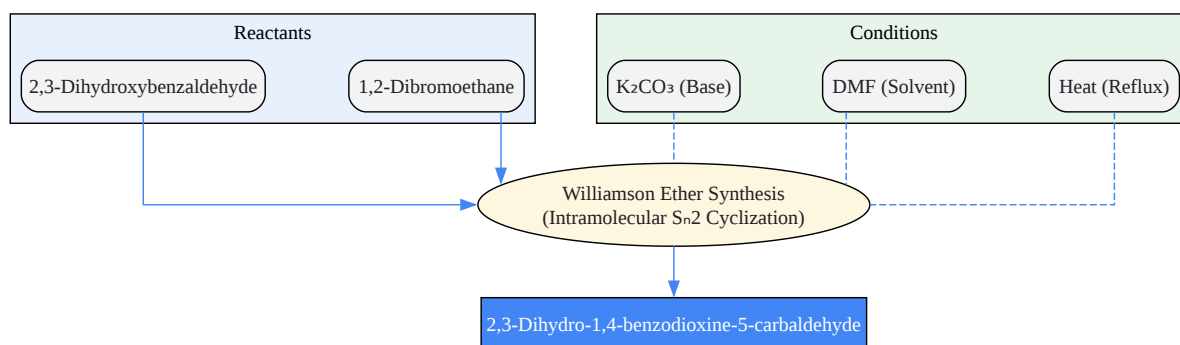 Reactants
Conditions
2,3-Dihydroxybenzaldehyde
1,2-Dibromoethane
K₂CO₃ (Base)
DMF (Solvent)
Heat (Reflux)
Williamson Ether Synthesis
(Intramolecular Sₙ2 Cyclization)
2,3-Dihydro-1,4-benzodioxine-5-carbaldehyde